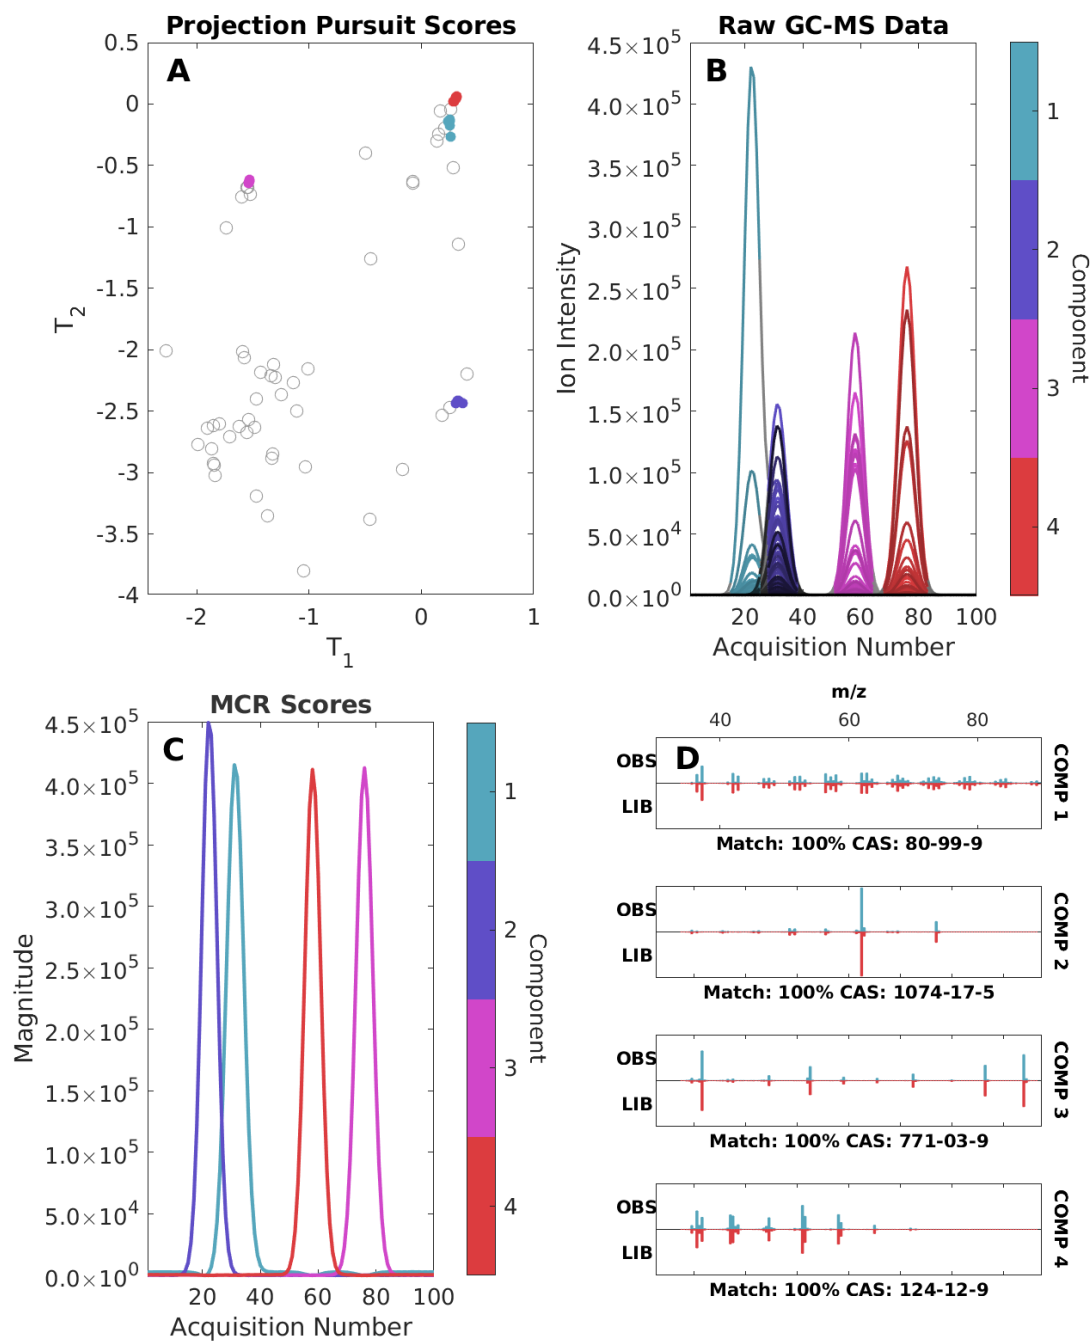 Projection Pursuit Scores
A
0.5
0
-0.5
-1
-1.5
-2
-2.5
-3
-3.5
-4
T2
-2
-1
0
1
T1
Raw GC-MS Data
B
4.5×10^5
4.0×10^5
3.5×10^5
3.0×10^5
2.5×10^5
2.0×10^5
1.5×10^5
1.0×10^5
5.0×10^4
0.0×10^0
Ion Intensity
20
40
60
80
100
Acquisition Number
1
2
3
4
Component
MCR Scores
C
4.5×10^5
4.0×10^5
3.5×10^5
3.0×10^5
2.5×10^5
2.0×10^5
1.5×10^5
1.0×10^5
5.0×10^4
0.0×10^0
Magnitude
20
40
60
80
100
Acquisition Number
1
2
3
4
Component
m/z
40
60
80
D
OBS
LIB
COMP 1
Match: 100% CAS: 80-99-9
OBS
LIB
COMP 2
Match: 100% CAS: 1074-17-5
OBS
LIB
COMP 3
Match: 100% CAS: 771-03-9
OBS
LIB
COMP 4
Match: 100% CAS: 124-12-9